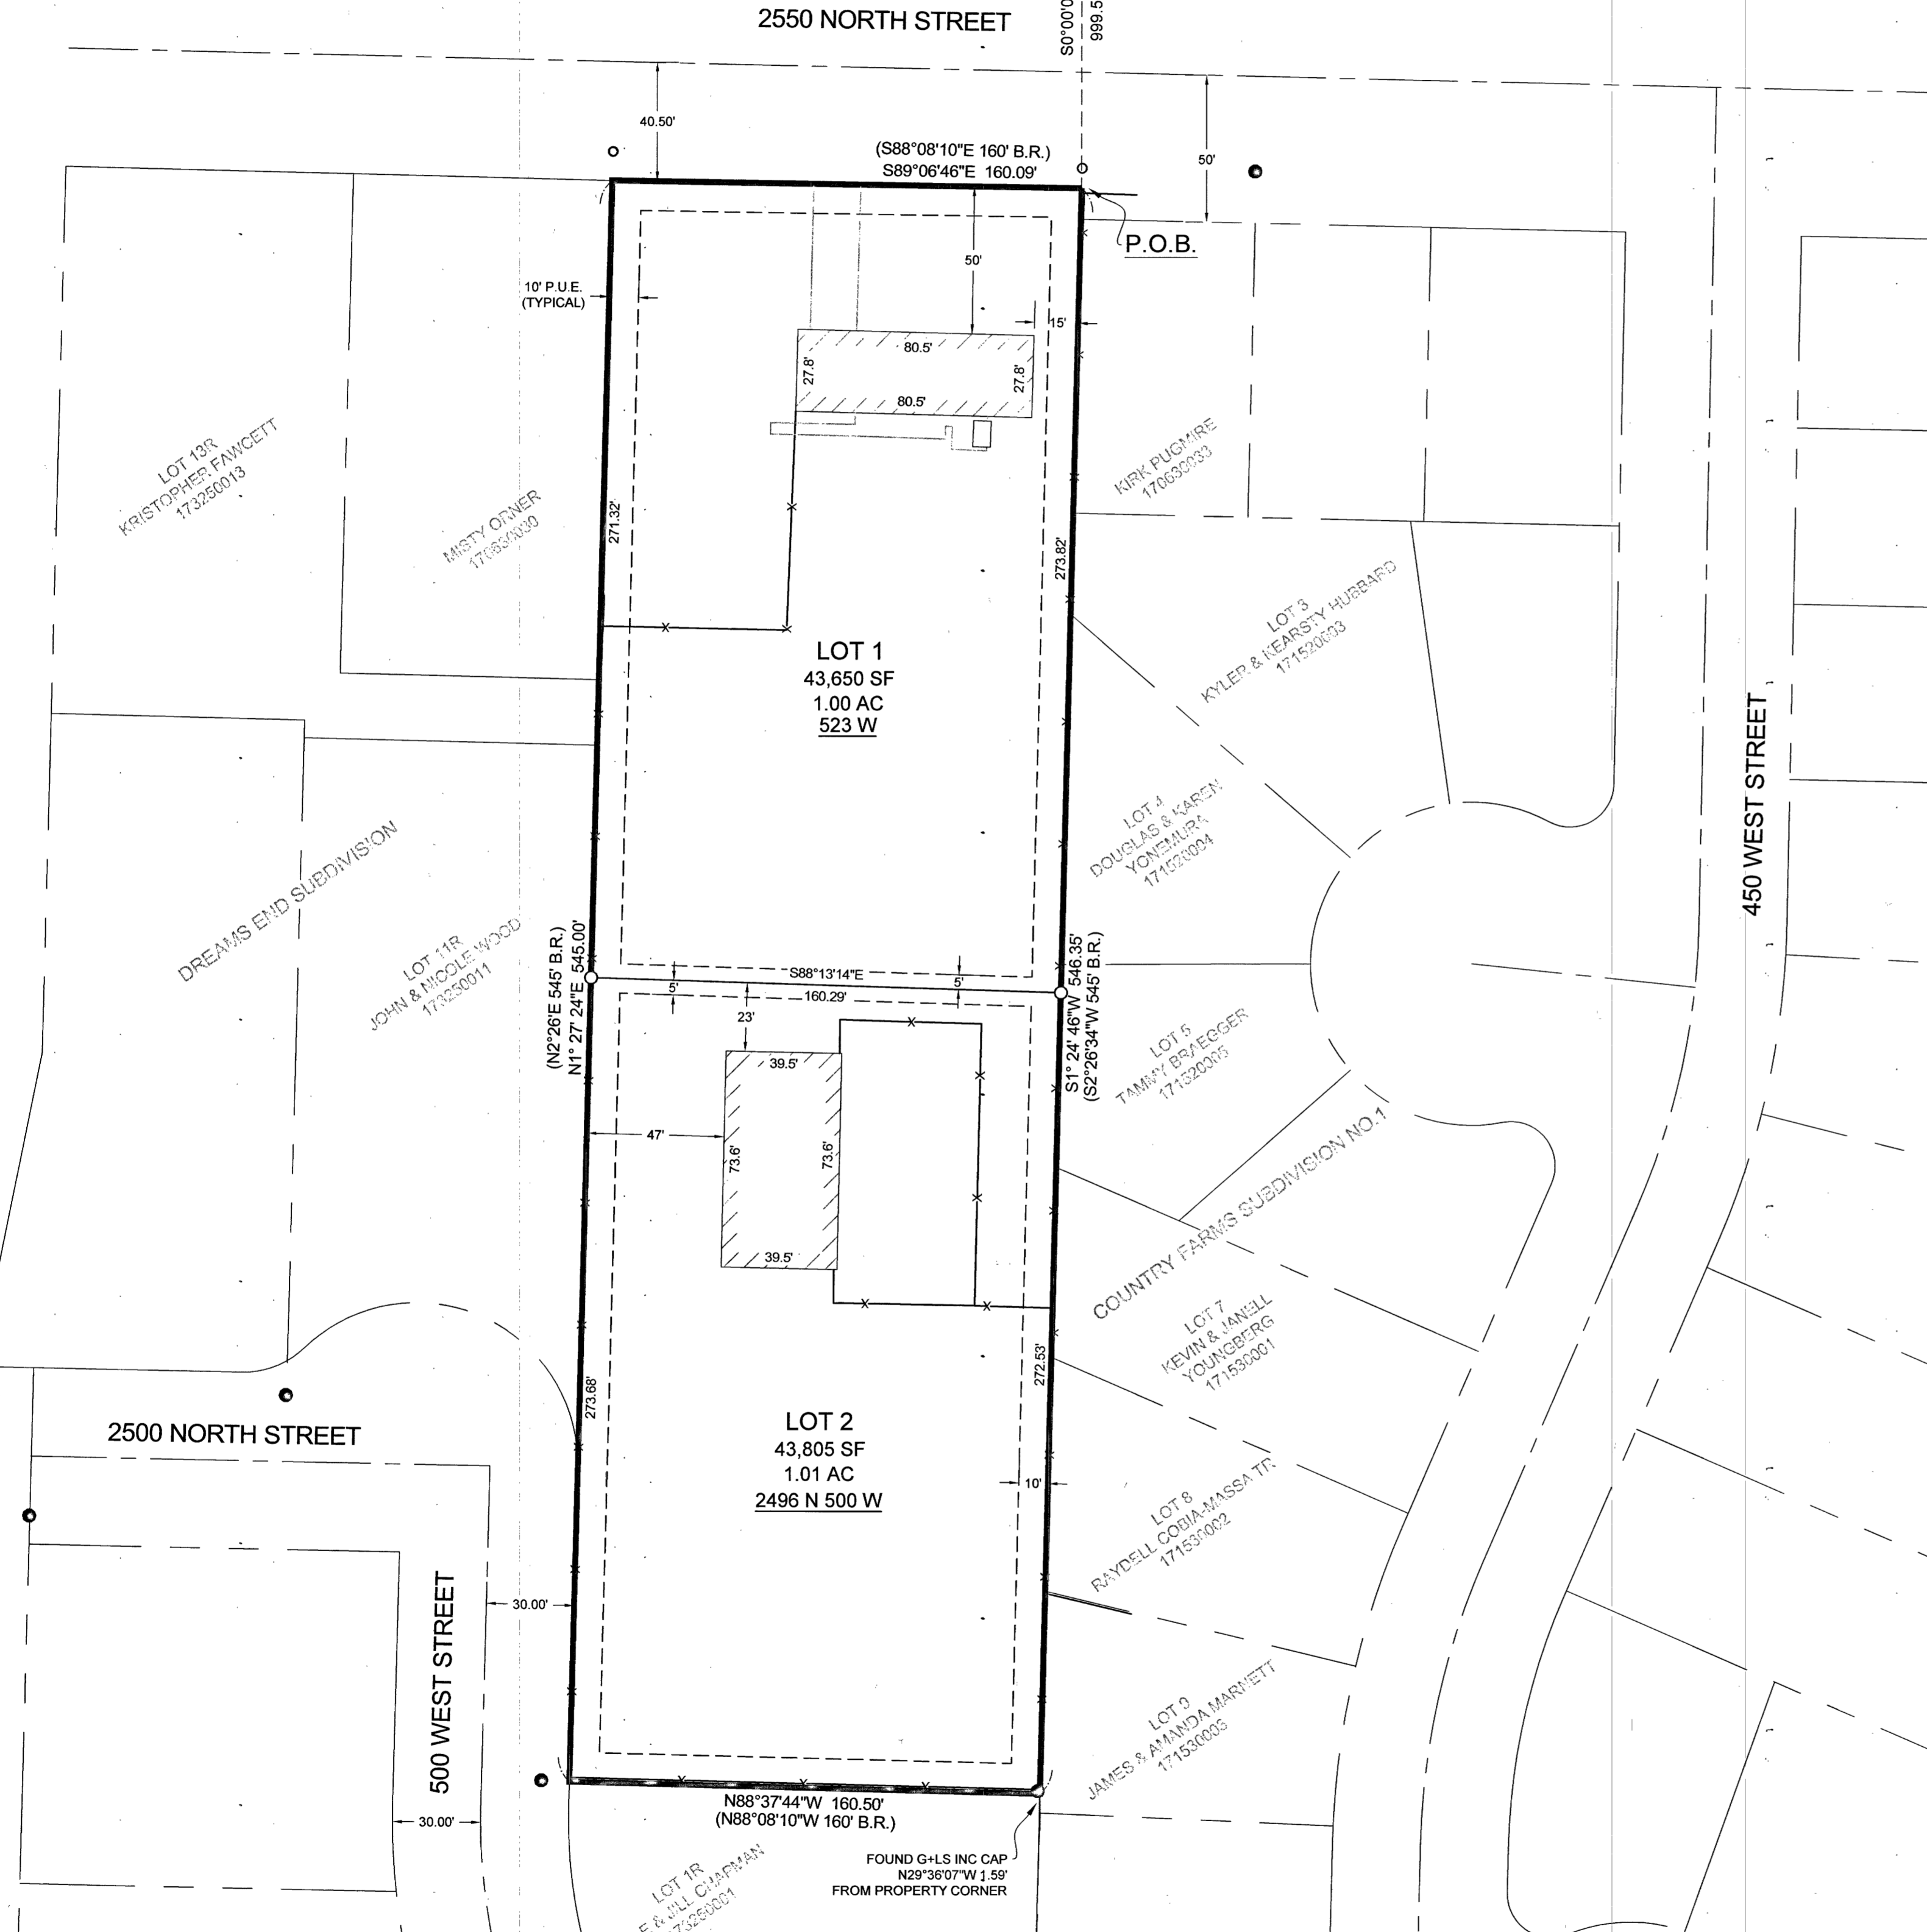 2550 NORTH STREET
S0°00'0
999.5
40.50'
(S88°08'10"E 160' B.R.)
S89°06'46"E 160.09'
50'
P.O.B.
50'
10' P.U.E.
(TYPICAL)
15'
80.5'
27.8'
27.8'
80.5'
LOT 13R
KRISTOPHER FAWCETT
173250013
MISTY ORNER
170630030
KIRK PUGMIRE
170630033
271.32'
273.82'
LOT 3
KYLER & KEARSTY HUBBARD
171520003
LOT 1
43,650 SF
1.00 AC
523 W
450 WEST STREET
LOT 4
DOUGLAS & KAREN
YONEMURA
171520004
DREAMS END SUBDIVISION
LOT 11R
JOHN & NICOLE WOOD
173250011
(N2°26'E 545' B.R.)
N1° 27' 24"E 545.00'
S88°13'14"E
160.29'
5'
5'
23'
S1° 24' 46"W 546.35'
(S2°26'34"W 545' B.R.)
LOT 5
TAMMY BRAEGGER
171520005
39.5'
47'
73.6'
73.6'
39.5'
COUNTRY FARMS SUBDIVISION NO.1
LOT 7
KEVIN & JANELL
YOUNGBERG
171530001
273.68'
272.53'
2500 NORTH STREET
LOT 2
43,805 SF
1.01 AC
2496 N 500 W
10'
LOT 8
RAYDELL COBIA-MASSA TR
171530002
500 WEST STREET
30.00'
LOT 9
JAMES & AMANDA MARNETT
171530003
N88°37'44"W 160.50'
(N88°08'10"W 160' B.R.)
30.00'
FOUND G+LS INC CAP
N29°36'07"W 1.59'
FROM PROPERTY CORNER
LOT 1R
E & JILL CHAPMAN
173250001